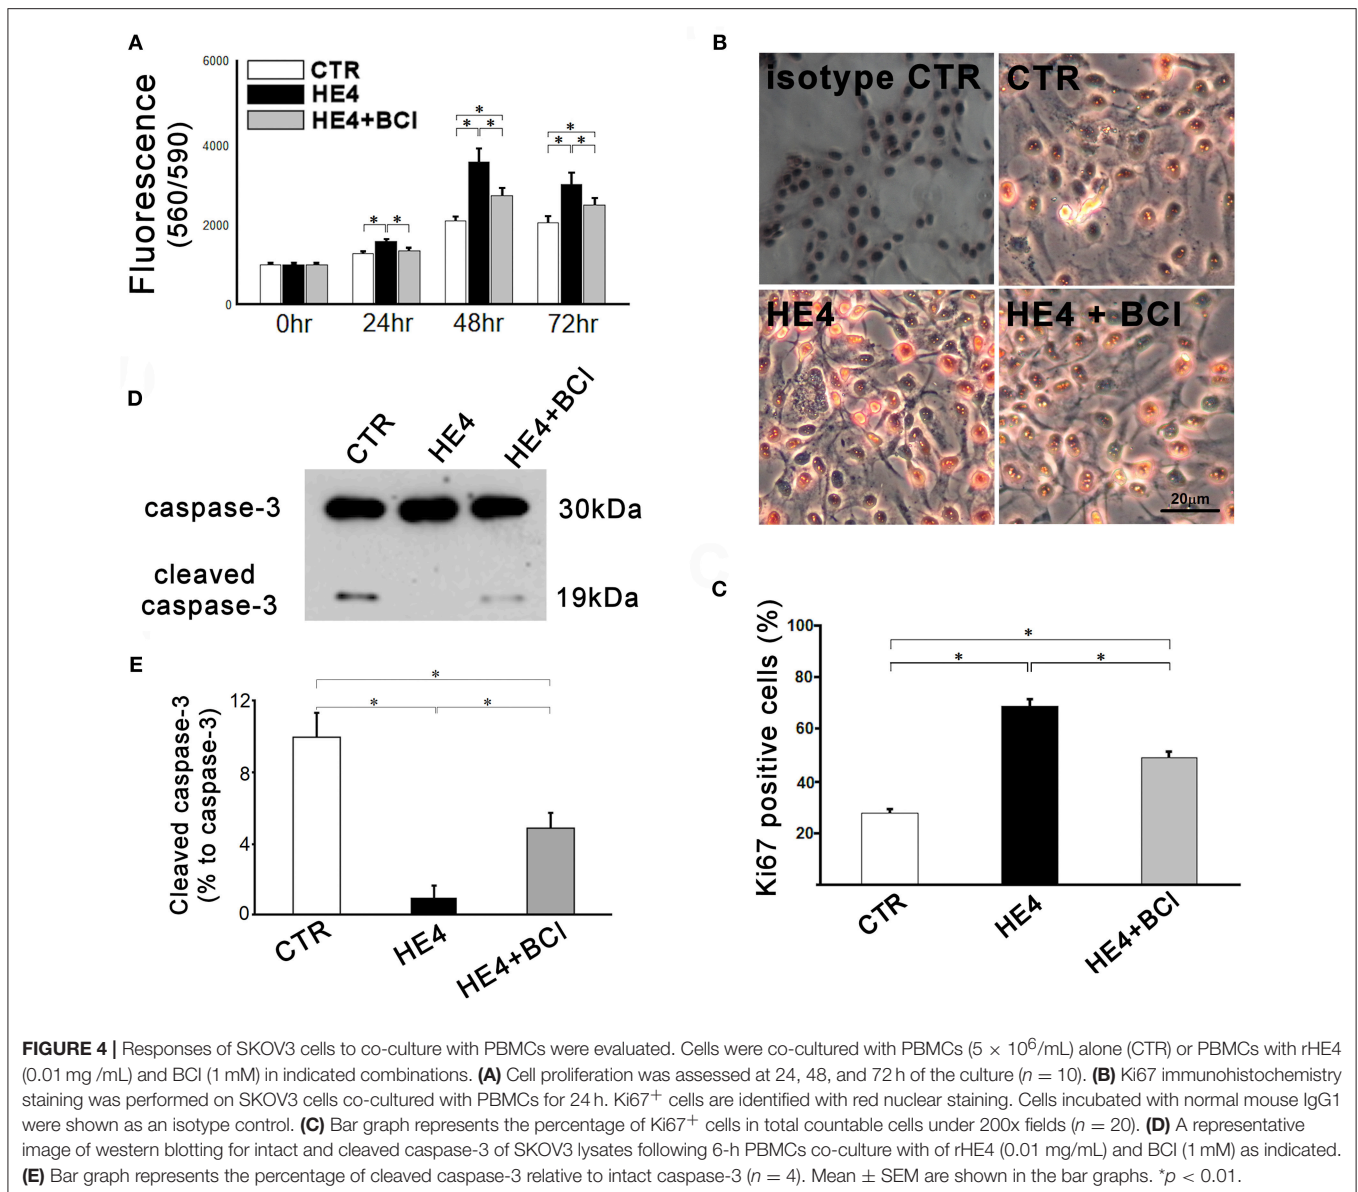 A
Fluorescence
(560/590)
6000
4000
2000
0
CTR
HE4
HE4+BCI
*
* *
*
* *
*
* *
0hr 24hr 48hr 72hr
B
isotype CTR
CTR
HE4
HE4 + BCI
20μm
D
CTR HE4 HE4+BCI
caspase-3 30kDa
cleaved
caspase-3 19kDa
C
Ki67 positive cells (%)
100
80
60
40
20
*
* *
CTR HE4 HE4+BCI
E
Cleaved caspase-3
(% to caspase-3)
12
8
4
0
*
* *
CTR HE4 HE4+BCI
FIGURE 4 | Responses of SKOV3 cells to co-culture with PBMCs were evaluated. Cells were co-cultured with PBMCs (5 × 10⁶/mL) alone (CTR) or PBMCs with rHE4
(0.01 mg /mL) and BCI (1 mM) in indicated combinations. (A) Cell proliferation was assessed at 24, 48, and 72 h of the culture (n = 10). (B) Ki67 immunohistochemistry
staining was performed on SKOV3 cells co-cultured with PBMCs for 24 h. Ki67⁺ cells are identified with red nuclear staining. Cells incubated with normal mouse IgG1
were shown as an isotype control. (C) Bar graph represents the percentage of Ki67⁺ cells in total countable cells under 200x fields (n = 20). (D) A representative
image of western blotting for intact and cleaved caspase-3 of SKOV3 lysates following 6-h PBMCs co-culture with of rHE4 (0.01 mg/mL) and BCI (1 mM) as indicated.
(E) Bar graph represents the percentage of cleaved caspase-3 relative to intact caspase-3 (n = 4). Mean ± SEM are shown in the bar graphs. *p < 0.01.